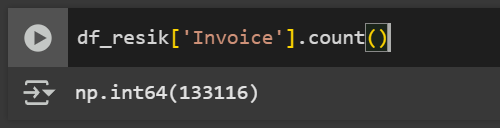 df_resik['Invoice'].count()
np.int64(133116)